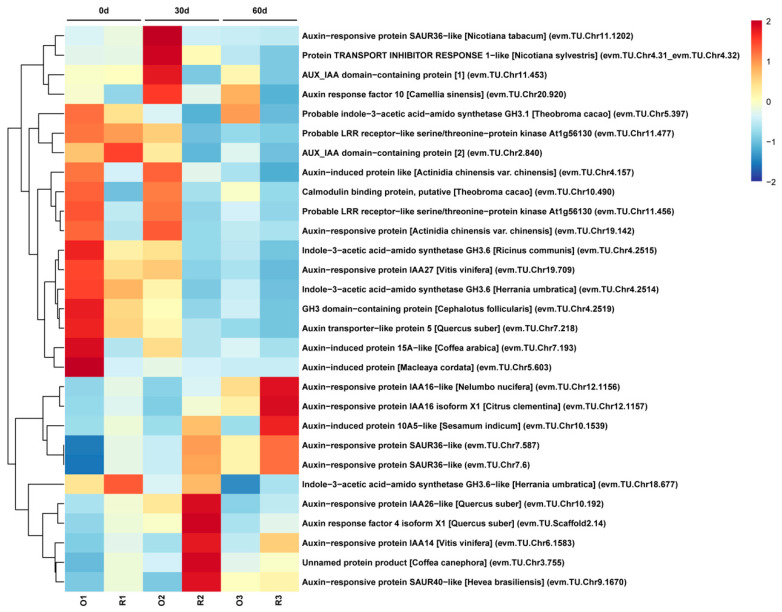 0d 30d 60d
Auxin-responsive protein SAUR36-like [Nicotiana tabacum] (evm.TU.Chr11.1202)
Protein TRANSPORT INHIBITOR RESPONSE 1-like [Nicotiana sylvestris] (evm.TU.Chr4.31_evm.TU.Chr4.32)
AUX_IAA domain-containing protein [1] (evm.TU.Chr11.453)
Auxin response factor 10 [Camellia sinensis] (evm.TU.Chr20.920)
Probable indole-3-acetic acid-amido synthetase GH3.1 [Theobroma cacao] (evm.TU.Chr5.397)
Probable LRR receptor-like serine/threonine-protein kinase At1g56130 (evm.TU.Chr11.477)
AUX_IAA domain-containing protein [2] (evm.TU.Chr2.840)
Auxin-induced protein like [Actinidia chinensis var. chinensis] (evm.TU.Chr4.157)
Calmodulin binding protein, putative [Theobroma cacao] (evm.TU.Chr10.490)
Probable LRR receptor-like serine/threonine-protein kinase At1g56130 (evm.TU.Chr11.456)
Auxin-responsive protein [Actinidia chinensis var. chinensis] (evm.TU.Chr19.142)
Indole-3-acetic acid-amido synthetase GH3.6 [Ricinus communis] (evm.TU.Chr4.2515)
Auxin-responsive protein IAA27 [Vitis vinifera] (evm.TU.Chr19.709)
Indole-3-acetic acid-amido synthetase GH3.6 [Herrania umbratica] (evm.TU.Chr4.2514)
GH3 domain-containing protein [Cephalotus follicularis] (evm.TU.Chr4.2519)
Auxin transporter-like protein 5 [Quercus suber] (evm.TU.Chr7.218)
Auxin-induced protein 15A-like [Coffea arabica] (evm.TU.Chr7.193)
Auxin-induced protein [Macleaya cordata] (evm.TU.Chr5.603)
Auxin-responsive protein IAA16-like [Nelumbo nucifera] (evm.TU.Chr12.1156)
Auxin-responsive protein IAA16 isoform X1 [Citrus clementina] (evm.TU.Chr12.1157)
Auxin-induced protein 10A5-like [Sesamum indicum] (evm.TU.Chr10.1539)
Auxin-responsive protein SAUR36-like (evm.TU.Chr7.587)
Auxin-responsive protein SAUR36-like (evm.TU.Chr7.6)
Indole-3-acetic acid-amido synthetase GH3.6-like [Herrania umbratica] (evm.TU.Chr18.677)
Auxin-responsive protein IAA26-like [Quercus suber] (evm.TU.Chr10.192)
Auxin response factor 4 isoform X1 [Quercus suber] (evm.TU.Scaffold2.14)
Auxin-responsive protein IAA14 [Vitis vinifera] (evm.TU.Chr6.1583)
Unnamed protein product [Coffea canephora] (evm.TU.Chr3.755)
Auxin-responsive protein SAUR40-like [Hevea brasiliensis] (evm.TU.Chr9.1670)
O1 R1 O2 R2 O3 R3
2
1
0
-1
-2